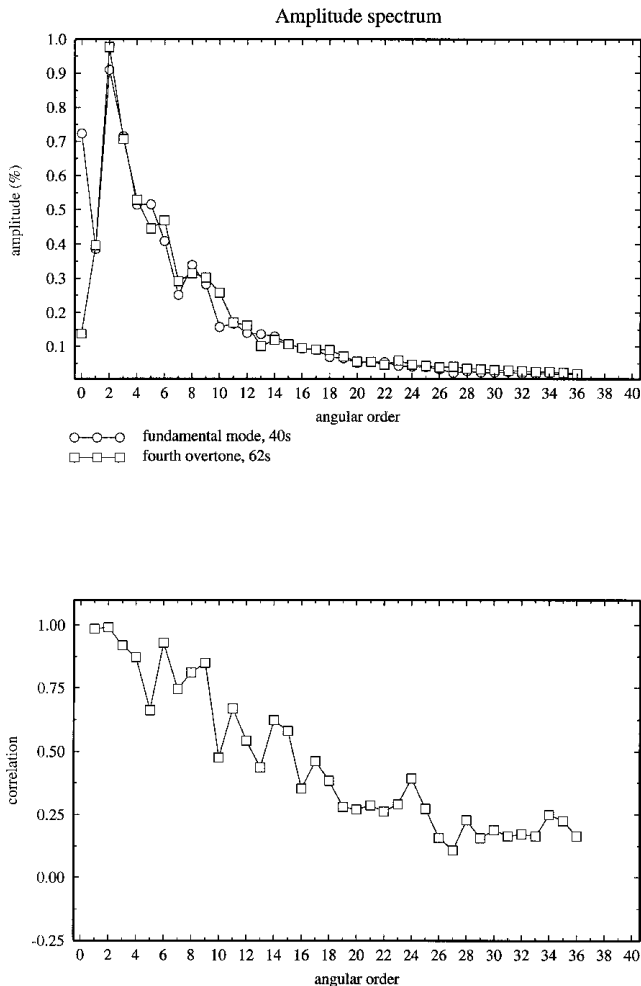 Amplitude spectrum
1.0
0.9
0.8
0.7
0.6
0.5
0.4
0.3
0.2
0.1
amplitude (%)
0 2 4 6 8 10 12 14 16 18 20 22 24 26 28 30 32 34 36 38 40
angular order
fundamental mode, 40s
fourth overtone, 62s
1.00
0.75
0.50
0.25
0.00
-0.25
correlation
0 2 4 6 8 10 12 14 16 18 20 22 24 26 28 30 32 34 36 38 40
angular order